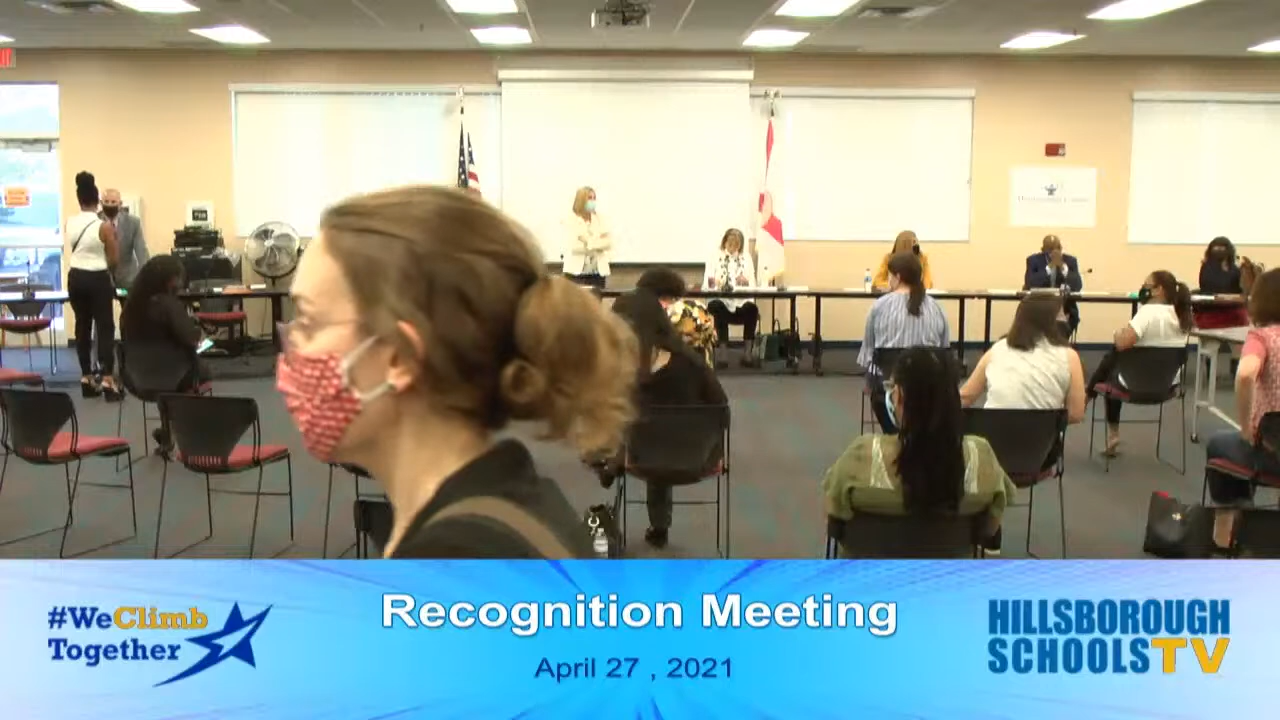 #WeClimb
Together
Recognition Meeting
April 27 , 2021
HILLSBOROUGH
SCHOOLSTV